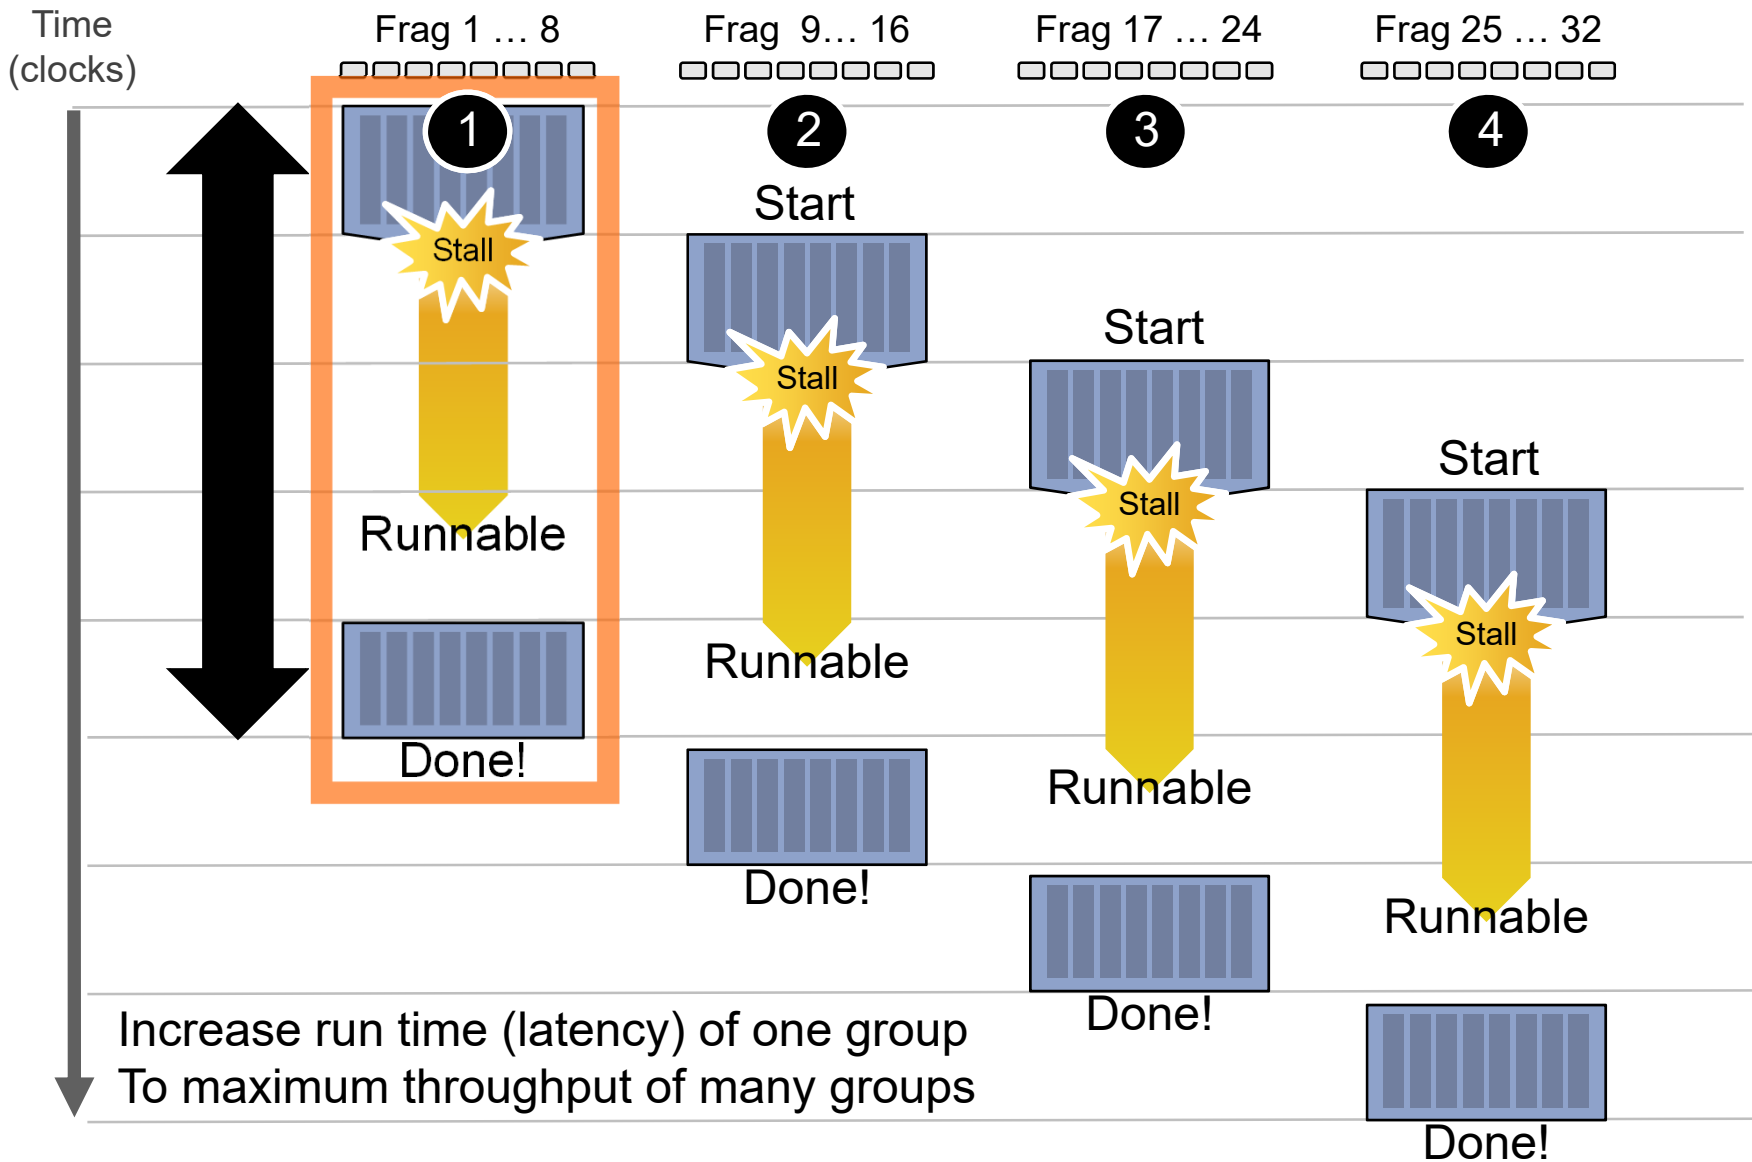 Time
(clocks)
Frag 1 … 8
Frag  9… 16
Frag 17 … 24
Frag 25 … 32
1
2
3
4
Start
Stall
Start
Stall
Start
Stall
Runnable
Stall
Runnable
Done!
Runnable
Done!
Runnable
Done!
Increase run time (latency) of one group
To maximum throughput of many groups
Done!